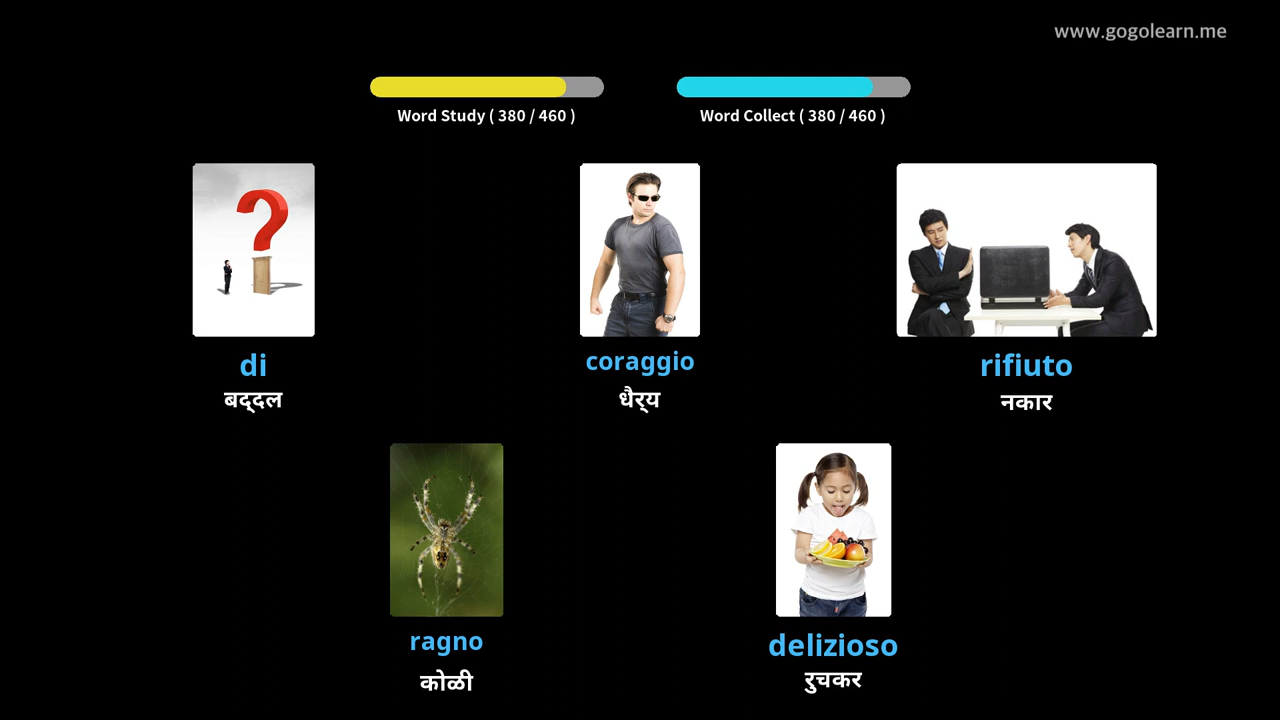 www.gogolearn.me
Word Study ( 380 / 460 )
Word Collect ( 380 / 460 )
di
बद्दल
coraggio
धैर्य
rifiuto
नकार
ragno
कोळी
delizioso
रुचकर